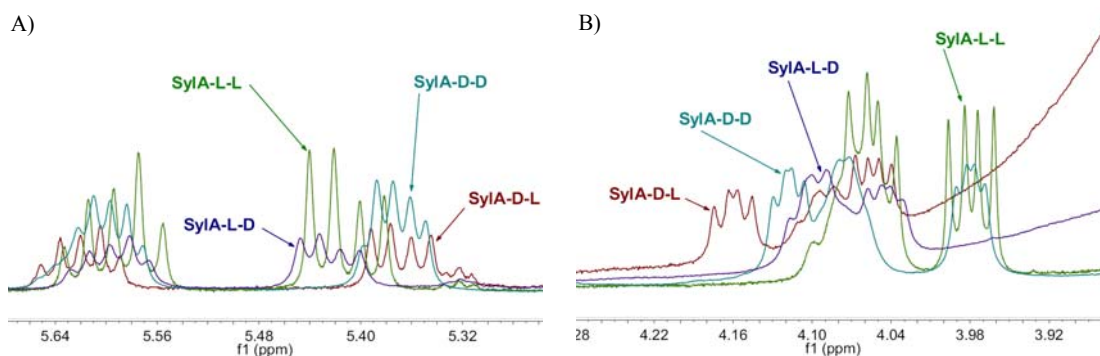 A)
SylA-L-L
SylA-D-D
SylA-D-L
SylA-L-D
5.64 5.56 5.48 5.40 5.32
f1 (ppm)
B)
SylA-L-L
SylA-L-D
SylA-D-D
SylA-D-L
28 4.22 4.16 4.10 4.04 3.98 3.92
f1 (ppm)